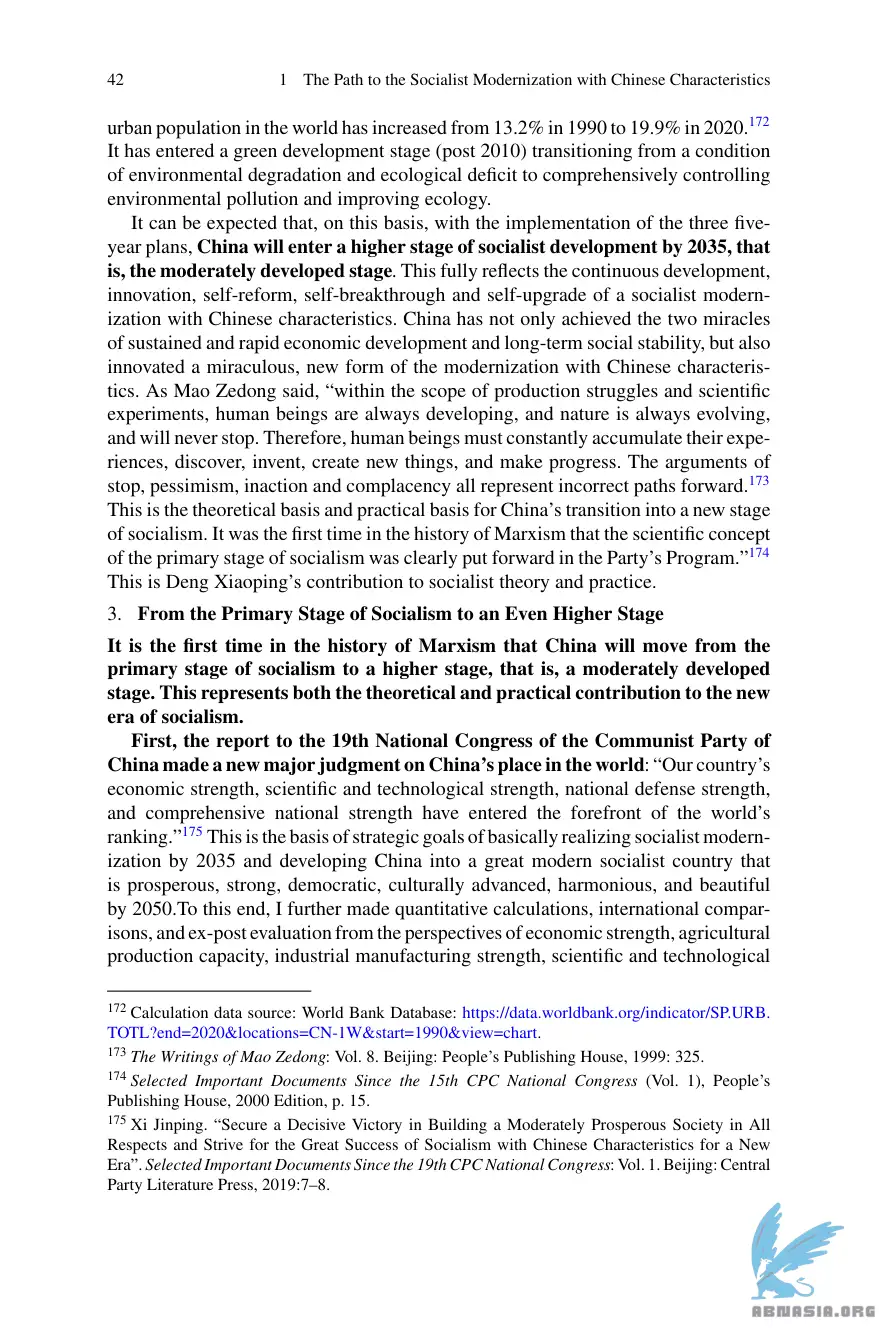 42
1 The Path to the Socialist Modernization with Chinese Characteristics
urban population in the world has increased from 13.2% in 1990 to 19.9% in 2020.172
It has entered a green development stage (post 2010) transitioning from a condition
of environmental degradation and ecological deficit to comprehensively controlling
environmental pollution and improving ecology.
It can be expected that, on this basis, with the implementation of the three five-
year plans, China will enter a higher stage of socialist development by 2035, that
is, the moderately developed stage. This fully reflects the continuous development,
innovation, self-reform, self-breakthrough and self-upgrade of a socialist modern-
ization with Chinese characteristics. China has not only achieved the two miracles
of sustained and rapid economic development and long-term social stability, but also
innovated a miraculous, new form of the modernization with Chinese characteris-
tics. As Mao Zedong said, “within the scope of production struggles and scientific
experiments, human beings are always developing, and nature is always evolving,
and will never stop. Therefore, human beings must constantly accumulate their expe-
riences, discover, invent, create new things, and make progress. The arguments of
stop, pessimism, inaction and complacency all represent incorrect paths forward.173
This is the theoretical basis and practical basis for China’s transition into a new stage
of socialism. It was the first time in the history of Marxism that the scientific concept
of the primary stage of socialism was clearly put forward in the Party’s Program.”174
This is Deng Xiaoping’s contribution to socialist theory and practice.
3. From the Primary Stage of Socialism to an Even Higher Stage
It is the first time in the history of Marxism that China will move from the
primary stage of socialism to a higher stage, that is, a moderately developed
stage. This represents both the theoretical and practical contribution to the new
era of socialism.
First, the report to the 19th National Congress of the Communist Party of
China made a new major judgment on China’s place in the world: “Our country’s
economic strength, scientific and technological strength, national defense strength,
and comprehensive national strength have entered the forefront of the world’s
ranking.”175 This is the basis of strategic goals of basically realizing socialist modern-
ization by 2035 and developing China into a great modern socialist country that
is prosperous, strong, democratic, culturally advanced, harmonious, and beautiful
by 2050.To this end, I further made quantitative calculations, international compar-
isons, and ex-post evaluation from the perspectives of economic strength, agricultural
production capacity, industrial manufacturing strength, scientific and technological
172 Calculation data source: World Bank Database: https://data.worldbank.org/indicator/SP.URB.
TOTL?end=2020&locations=CN-1W&start=1990&view=chart.
173 The Writings of Mao Zedong: Vol. 8. Beijing: People’s Publishing House, 1999: 325.
174 Selected Important Documents Since the 15th CPC National Congress (Vol. 1), People’s
Publishing House, 2000 Edition, p. 15.
175 Xi Jinping. “Secure a Decisive Victory in Building a Moderately Prosperous Society in All
Respects and Strive for the Great Success of Socialism with Chinese Characteristics for a New
Era”. Selected Important Documents Since the 19th CPC National Congress: Vol. 1. Beijing: Central
Party Literature Press, 2019:7–8.
ABNASIA.ORG